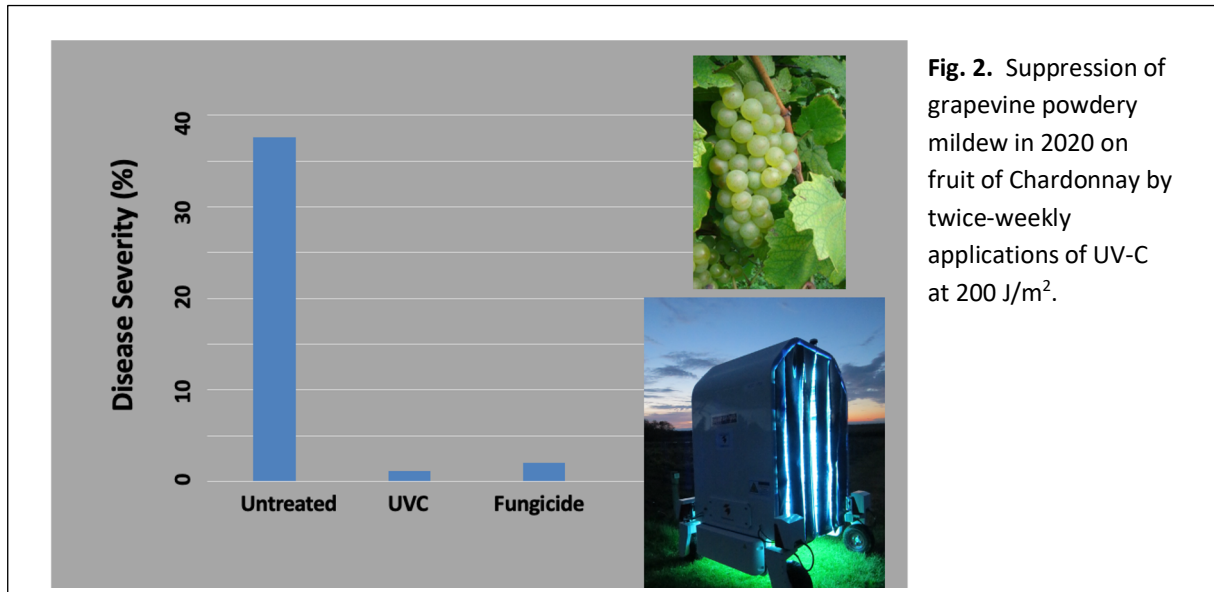 Disease Severity (%)
40
30
20
10
0
Untreated
UVC
Fungicide
Fig. 2. Suppression of
grapevine powdery
mildew in 2020 on
fruit of Chardonnay by
twice-weekly
applications of UV-C
at 200 J/m².